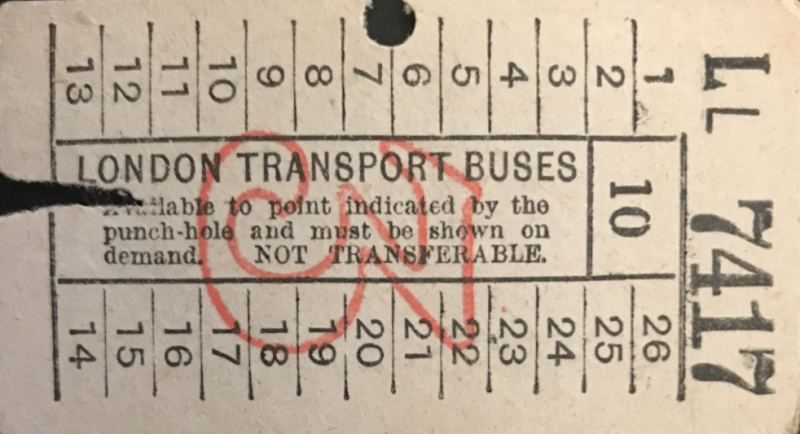 13 12 11 10 9 8 7 6 5 4 3 2 1
LL 7417
LONDON TRANSPORT BUSES
Available to point indicated by the
punch-hole and must be shown on
demand. NOT TRANSFERABLE.
10
CN
14 15 16 17 18 19 20 21 22 23 24 25 26